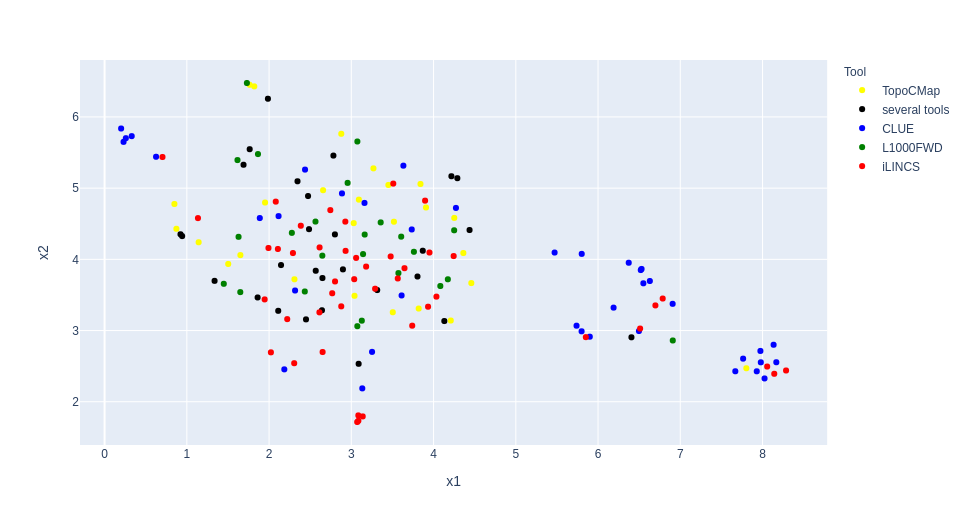 Tool
TopoCMap
several tools
CLUE
L1000FWD
iLINCS
6
5
4
3
2
x2
0 1 2 3 4 5 6 7 8
x1